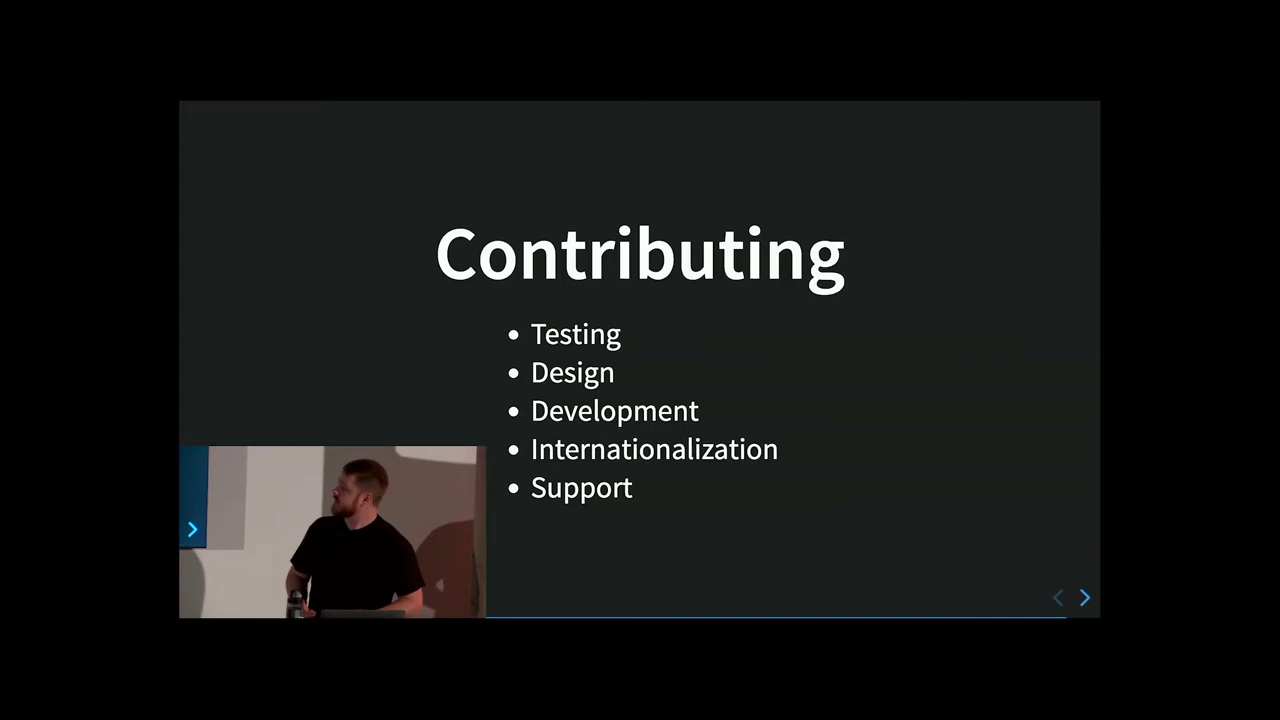 Contributing
Testing
Design
Development
Internationalization
Support